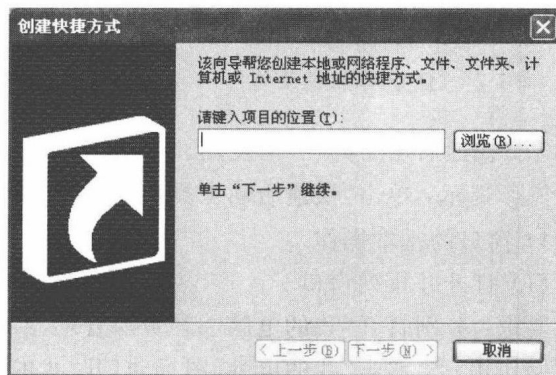 创建快捷方式
该向导帮您创建本地或网络程序、文件、文件夹、计
算机或 Internet 地址的快捷方式。
请键入项目的位置(T):
浏览(R)...
单击“下一步”继续。
<上一步(B)
下一步(N)>
取消